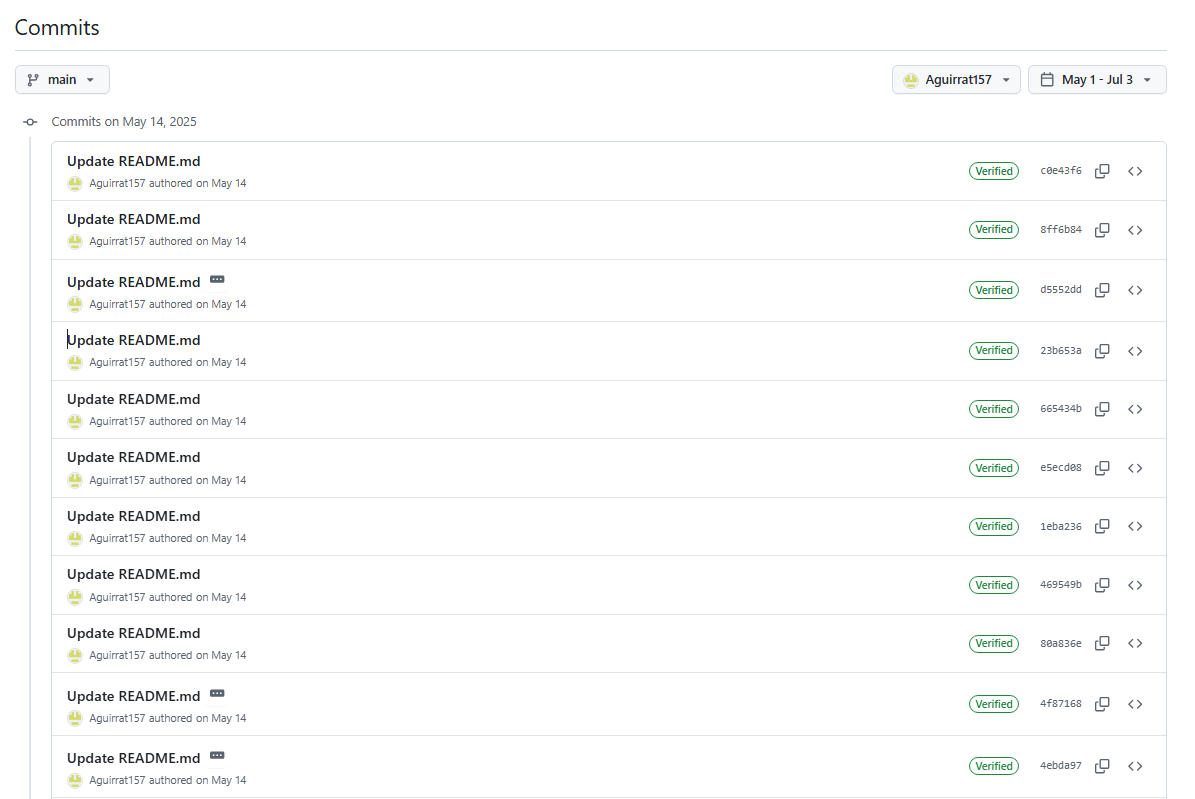 Commits
main
Aguirrat157
May 1 - Jul 3
Commits on May 14, 2025
Update README.md
Verified c0e43f6
Aguirrat157 authored on May 14
Update README.md
Verified 8ff6b84
Aguirrat157 authored on May 14
Update README.md
Verified d5552dd
Aguirrat157 authored on May 14
Update README.md
Verified 23b653a
Aguirrat157 authored on May 14
Update README.md
Verified 665434b
Aguirrat157 authored on May 14
Update README.md
Verified e5ecd08
Aguirrat157 authored on May 14
Update README.md
Verified 1eba236
Aguirrat157 authored on May 14
Update README.md
Verified 469549b
Aguirrat157 authored on May 14
Update README.md
Verified 80a836e
Aguirrat157 authored on May 14
Update README.md
Verified 4f87168
Aguirrat157 authored on May 14
Update README.md
Verified 4ebda97
Aguirrat157 authored on May 14